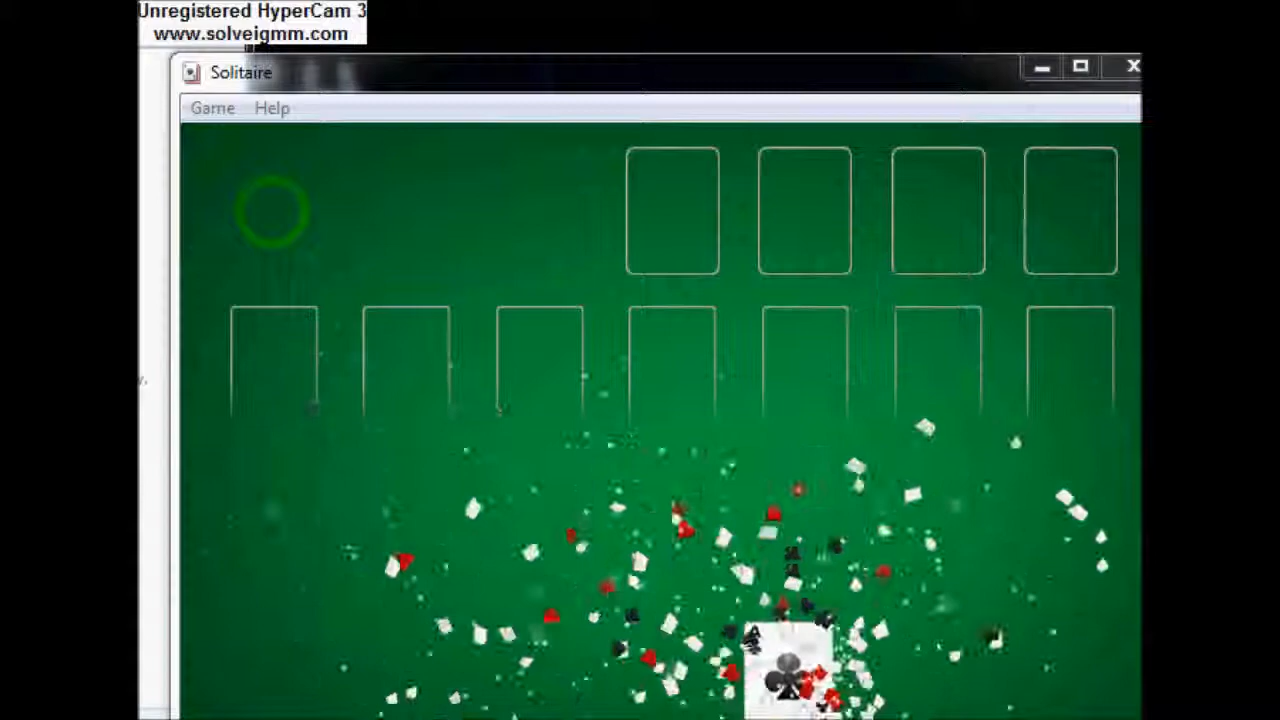 Unregistered HyperCam 3
www.solveigmm.com
Solitaire
Game Help
A